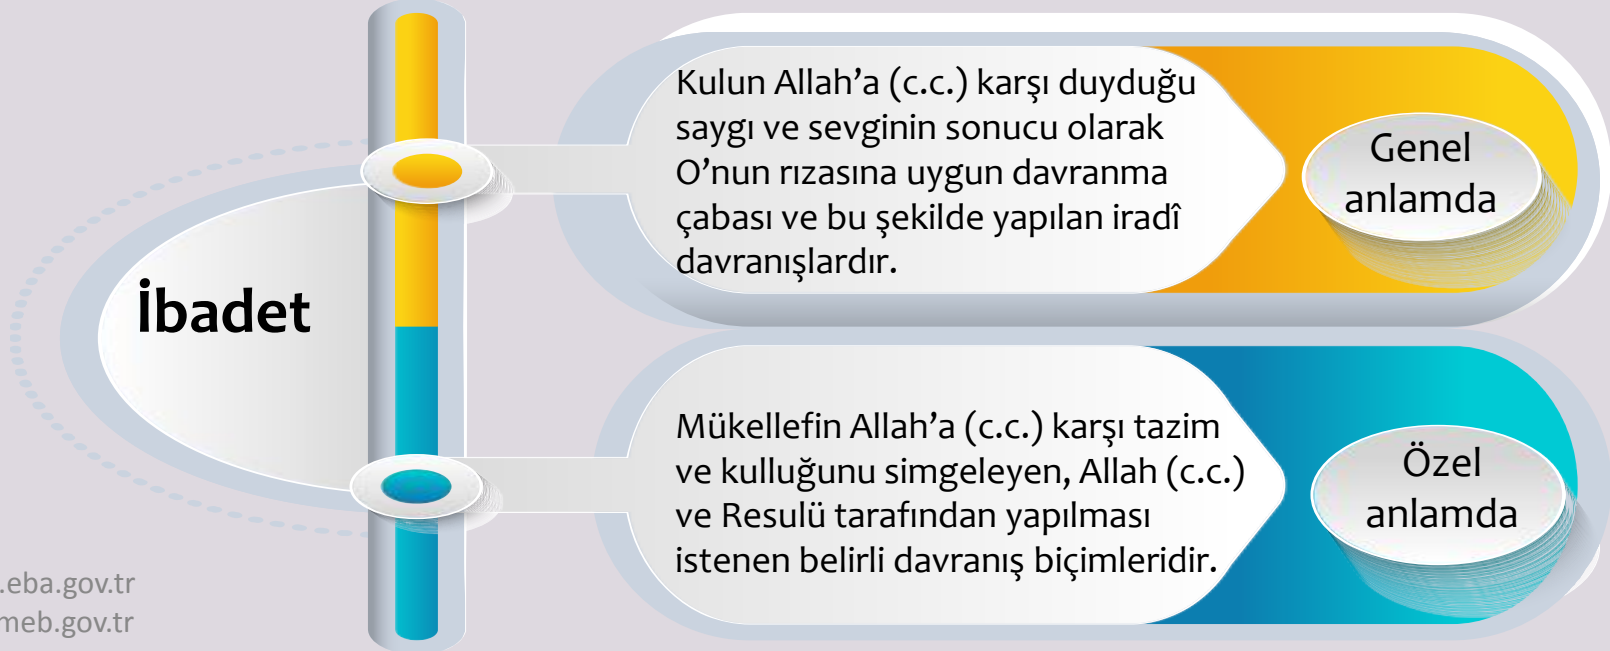 Kulun Allah’a (c.c.) karşı duyduğu
saygı ve sevginin sonucu olarak
O’nun rızasına uygun davranma
çabası ve bu şekilde yapılan iradî
davranışlardır.
Genel
anlamda
İbadet
Mükellefin Allah’a (c.c.) karşı tazim
ve kulluğunu simgeleyen, Allah (c.c.)
ve Resulü tarafından yapılması
istenen belirli davranış biçimleridir.
Özel
anlamda
.eba.gov.tr
meb.gov.tr